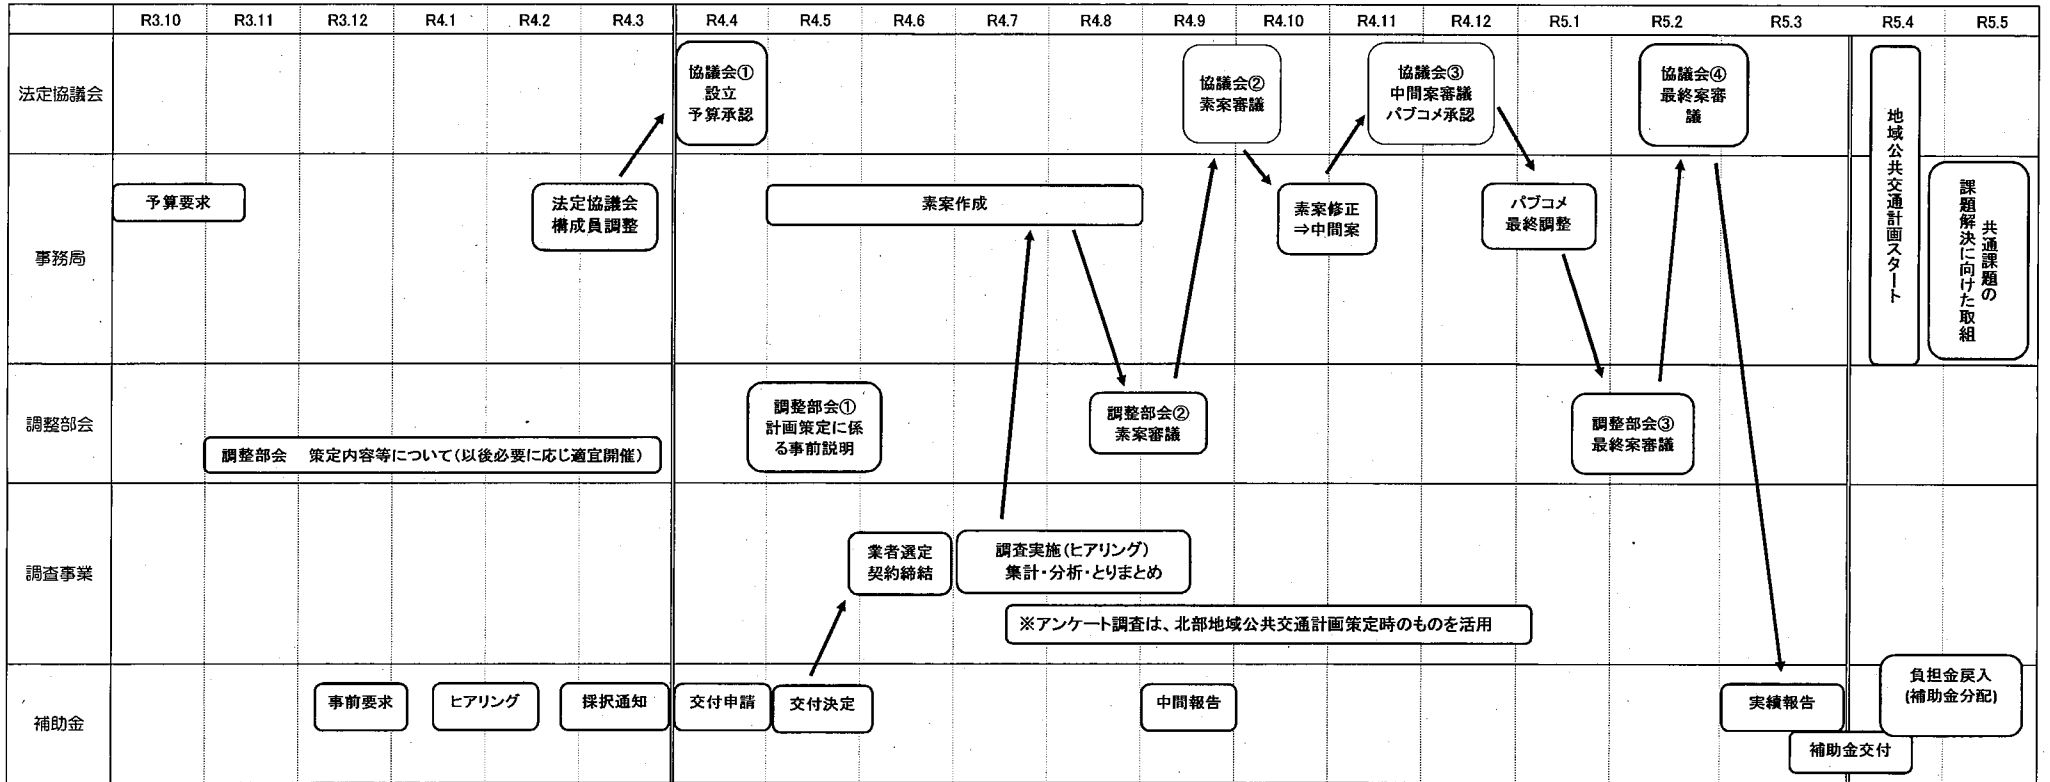 R3.10 R3.11 R3.12 R4.1 R4.2 R4.3 R4.4 R4.5 R4.6 R4.7 R4.8 R4.9 R4.10 R4.11 R4.12 R5.1 R5.2 R5.3 R5.4 R5.5
法定協議会
協議会①
設立
予算承認
協議会②
素案審議
協議会③
中間案審議
パブコメ承認
協議会④
最終案審
議
地域公共交通計画スタート
事務局
予算要求
法定協議会
構成員調整
素案作成
素案修正
⇒中間案
パブコメ
最終調整
共通課題の
課題解決に向けた取組
調整部会
調整部会 策定内容等について(以後必要に応じ適宜開催)
調整部会①
計画策定に係
る事前説明
調整部会②
素案審議
調整部会③
最終案審議
調査事業
業者選定
契約締結
調査実施(ヒアリング)
集計・分析・とりまとめ
※アンケート調査は、北部地域公共交通計画策定時のものを活用
補助金
事前要求
ヒアリング
採択通知
交付申請
交付決定
中間報告
実績報告
補助金交付
負担金戻入
(補助金分配)